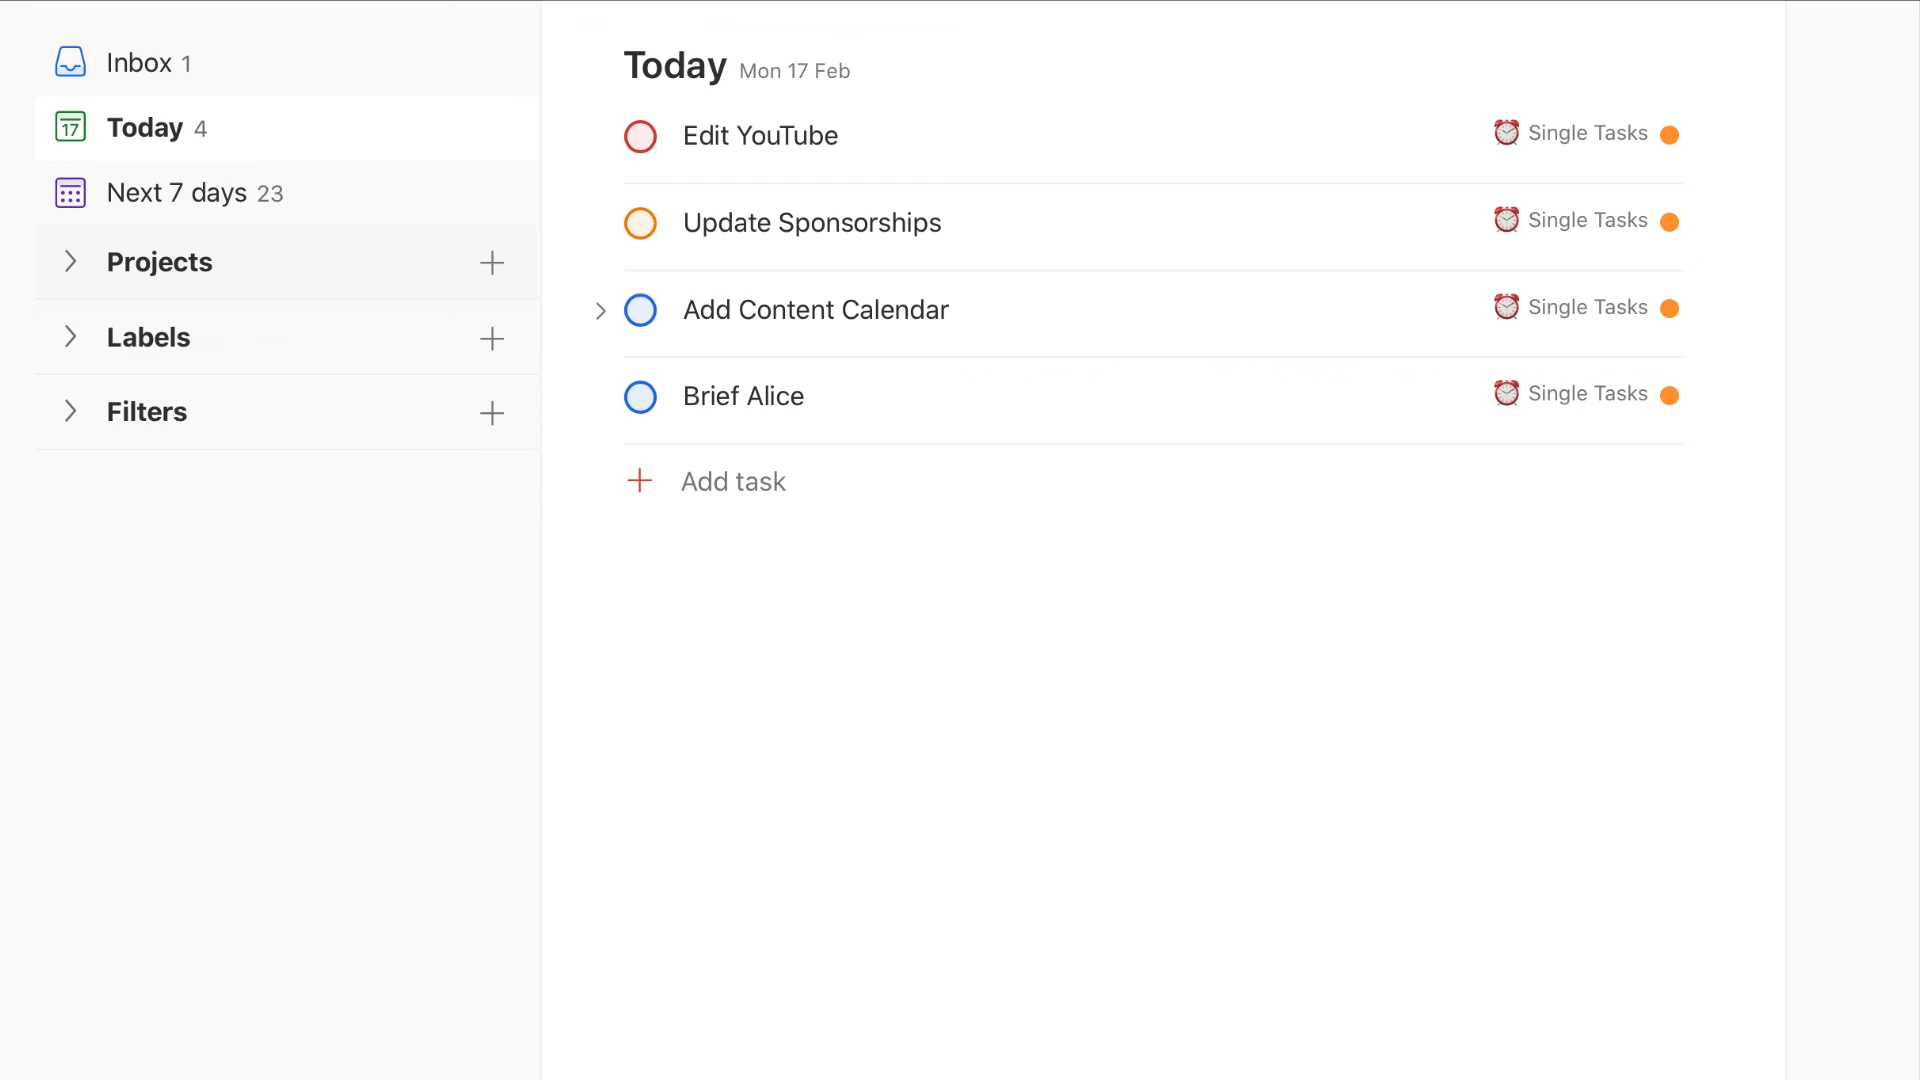 Inbox 1
17
Today 4
Next 7 days 23
Projects
Labels
Filters
Today Mon 17 Feb
Edit YouTube
Single Tasks
Update Sponsorships
Single Tasks
Add Content Calendar
Single Tasks
Brief Alice
Single Tasks
Add task